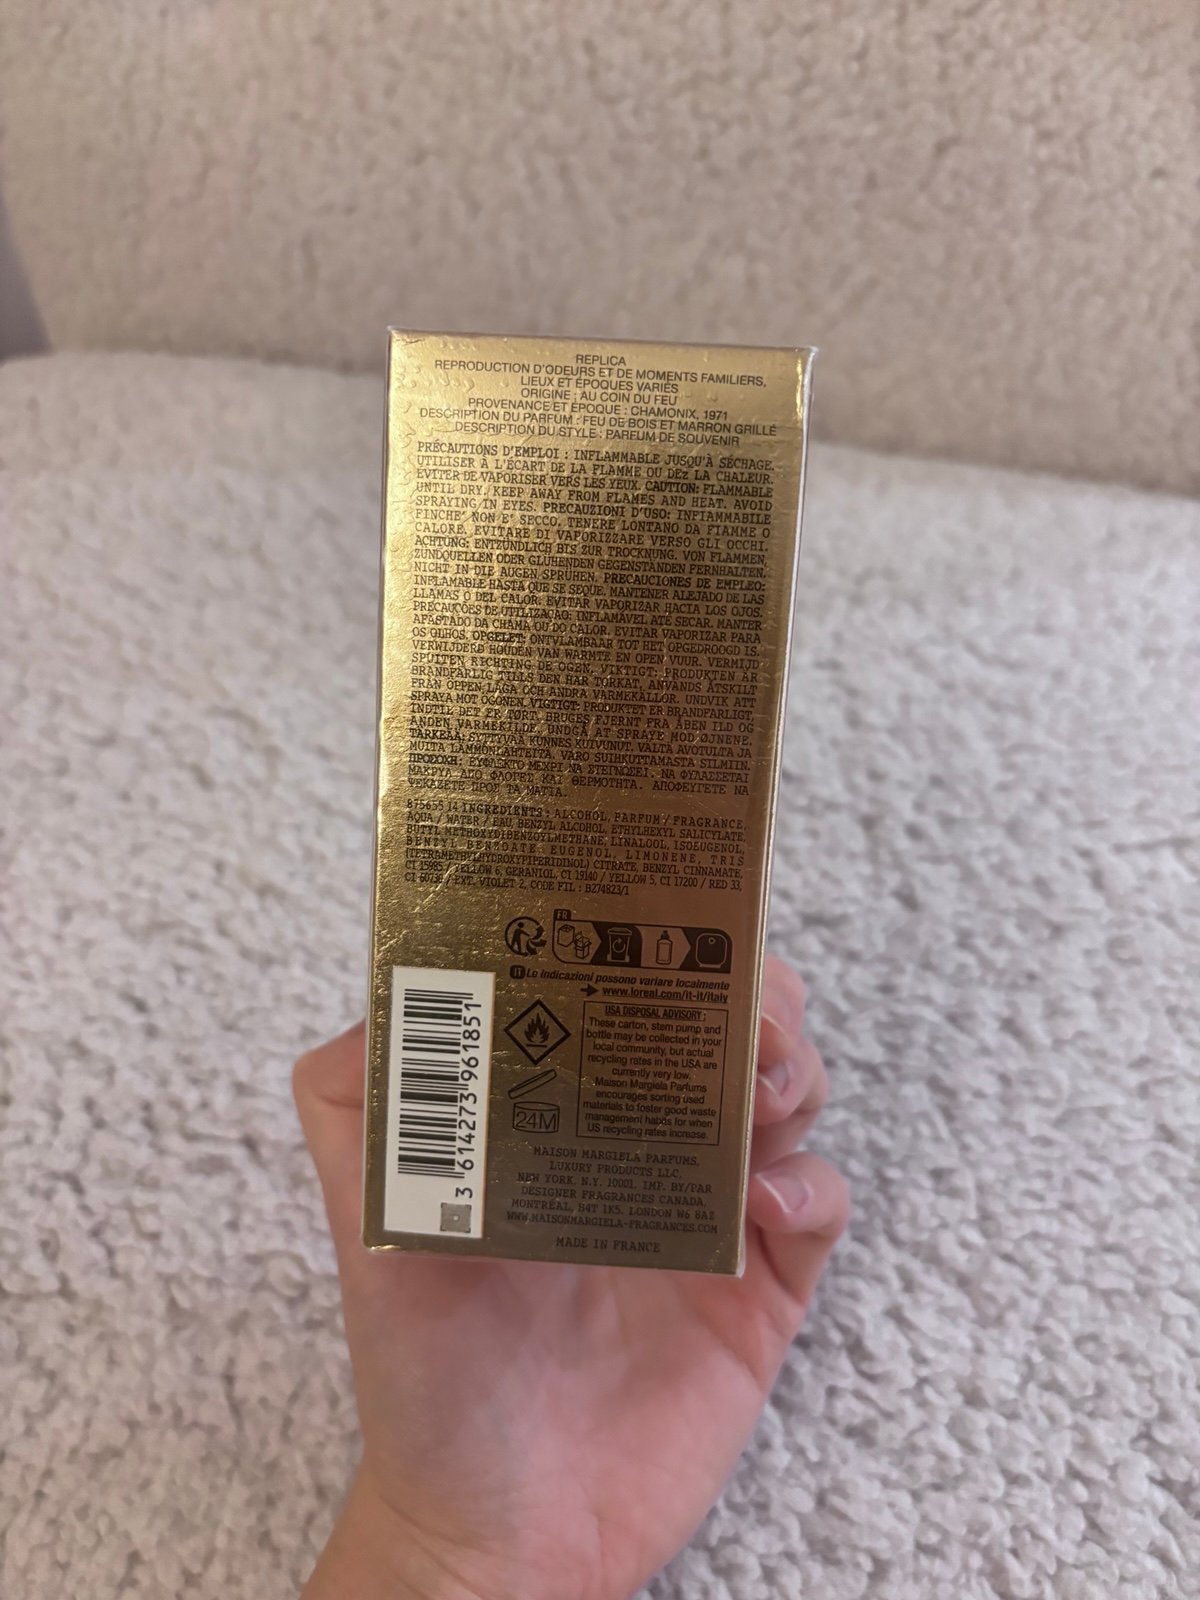 REPLICA
REPRODUCTION D'ODEURS ET DE MOMENTS FAMILIERS,
LIEUX ET ÉPOQUES VARIÉS
ORIGINE : AU COIN DU FEU
PROVENANCE ET ÉPOQUE : CHAMONIX, 1971
DESCRIPTION DU PARFUM : FEU DE BOIS ET MARRON GRILLÉ
DESCRIPTION DU STYLE : PARFUM DE SOUVENIR
PRÉCAUTIONS D'EMPLOI : INFLAMMABLE JUSQU'À SÉCHAGE.
UTILISER À L'ÉCART DE LA FLAMME OU DEZ LA CHALEUR.
ÉVITER DE VAPORISER VERS LES YEUX. CAUTION: FLAMMABLE
UNTIL DRY. KEEP AWAY FROM FLAMES AND HEAT. AVOID
SPRAYING IN EYES. PRECAUZIONI D'USO: INFIAMMABILE
FINCHE' NON E' SECCO. TENERE LONTANO DA FIAMME O
CALORE. EVITARE DI VAPORIZZARE VERSO GLI OCCHI.
ACHTUNG: ENTZÜNDLICH BIS ZUR TROCKNUNG. VON FLAMMEN,
ZÜNDQUELLEN ODER GLÜHENDEN GEGENSTÄNDEN FERNHALTEN.
NICHT IN DIE AUGEN SPRÜHEN. PRECAUCIONES DE EMPLEO:
INFLAMABLE HASTA QUE SE SEQUE. MANTENER ALEJADO DE LAS
LLAMAS O DEL CALOR. EVITAR VAPORIZAR HACIA LOS OJOS.
PRECAUÇÕES DE UTILIZAÇÃO: INFLAMÁVEL ATÉ SECAR. MANTER
AFASTADO DA CHAMA OU DO CALOR. EVITAR VAPORIZAR PARA
OS OLHOS. OPGELET: ONTVLAMBAAR TOT HET OPGEDROOGD IS.
VERWIJDERD HOUDEN VAN WARMTE EN OPEN VUUR. VERMIJD
SPUITEN RICHTING DE OGEN. VIKTIGT: PRODUKTEN ÄR
BRANDFARLIG TILLS DEN HAR TORKAT. ANVÄNDS ÅTSKILT
FRÅN ÖPPEN LÅGA OCH ANDRA VÄRMEKÄLLOR. UNDVIK ATT
SPRAYA MOT ÖGONEN. VIGTIGT: PRODUKTET ER BRANDFARLIGT,
INDTIL DET ER TØRT. BRUGES FJERNT FRA ÅBEN ILD OG
ANDEN VARMEKILDE. UNDGÅ AT SPRAYE MOD ØJNENE.
TÄRKEÄÄ: SYTTYVÄÄ KUNNES KUIVUNUT. VÄLTÄ AVOTULTA JA
MUITA LÄMMÖNLÄHTEITÄ. VARO SUIHKUTTAMASTA SILMIIN.
ΠΡΟΣΟΧΗ: ΕΥΦΛΕΚΤΟ ΜΕΧΡΙ ΝΑ ΣΤΕΓΝΩΣΕΙ. ΝΑ ΦΥΛΑΣΣΕΤΑΙ
ΜΑΚΡΥΑ ΑΠΟ ΦΛΟΓΕΣ ΚΑΙ ΘΕΡΜΟΤΗΤΑ. ΑΠΟΦΕΥΓΕΤΕ ΝΑ
ΨΕΚΑΖΕΤΕ ΠΡΟΣ ΤΑ ΜΑΤΙΑ.
875655 14 INGREDIENTS : ALCOHOL, PARFUM / FRAGRANCE,
AQUA / WATER / EAU, BENZYL ALCOHOL, ETHYLHEXYL SALICYLATE,
BUTYL METHOXYDIBENZOYLMETHANE, LINALOOL, ISOEUGENOL,
BENZYL BENZOATE, EUGENOL, LIMONENE, TRIS
(TETRAMETHYLHYDROXYPIPERIDINOL) CITRATE, BENZYL CINNAMATE,
CI 15985 / YELLOW 6, GERANIOL, CI 19140 / YELLOW 5, CI 17200 / RED 33,
CI 60730 / EXT. VIOLET 2, CODE FIL : B274823/1
FR
IT Le indicazioni possono variare localmente
www.loreal.com/it-it/italy
USA DISPOSAL ADVISORY :
These carton, stem pump and
bottle may be collected in your
local community, but actual
recycling rates in the USA are
currently very low.
Maison Margiela Parfums
encourages sorting used
materials to foster good waste
management habits for when
US recycling rates increase.
24M
3 614273 961851
MAISON MARGIELA PARFUMS,
LUXURY PRODUCTS LLC,
NEW YORK, N.Y. 10001. IMP. BY/PAR
DESIGNER FRAGRANCES CANADA,
MONTRÉAL, H4T 1K5. LONDON W6 8AZ
WWW.MAISONMARGIELA-FRAGRANCES.COM
MADE IN FRANCE